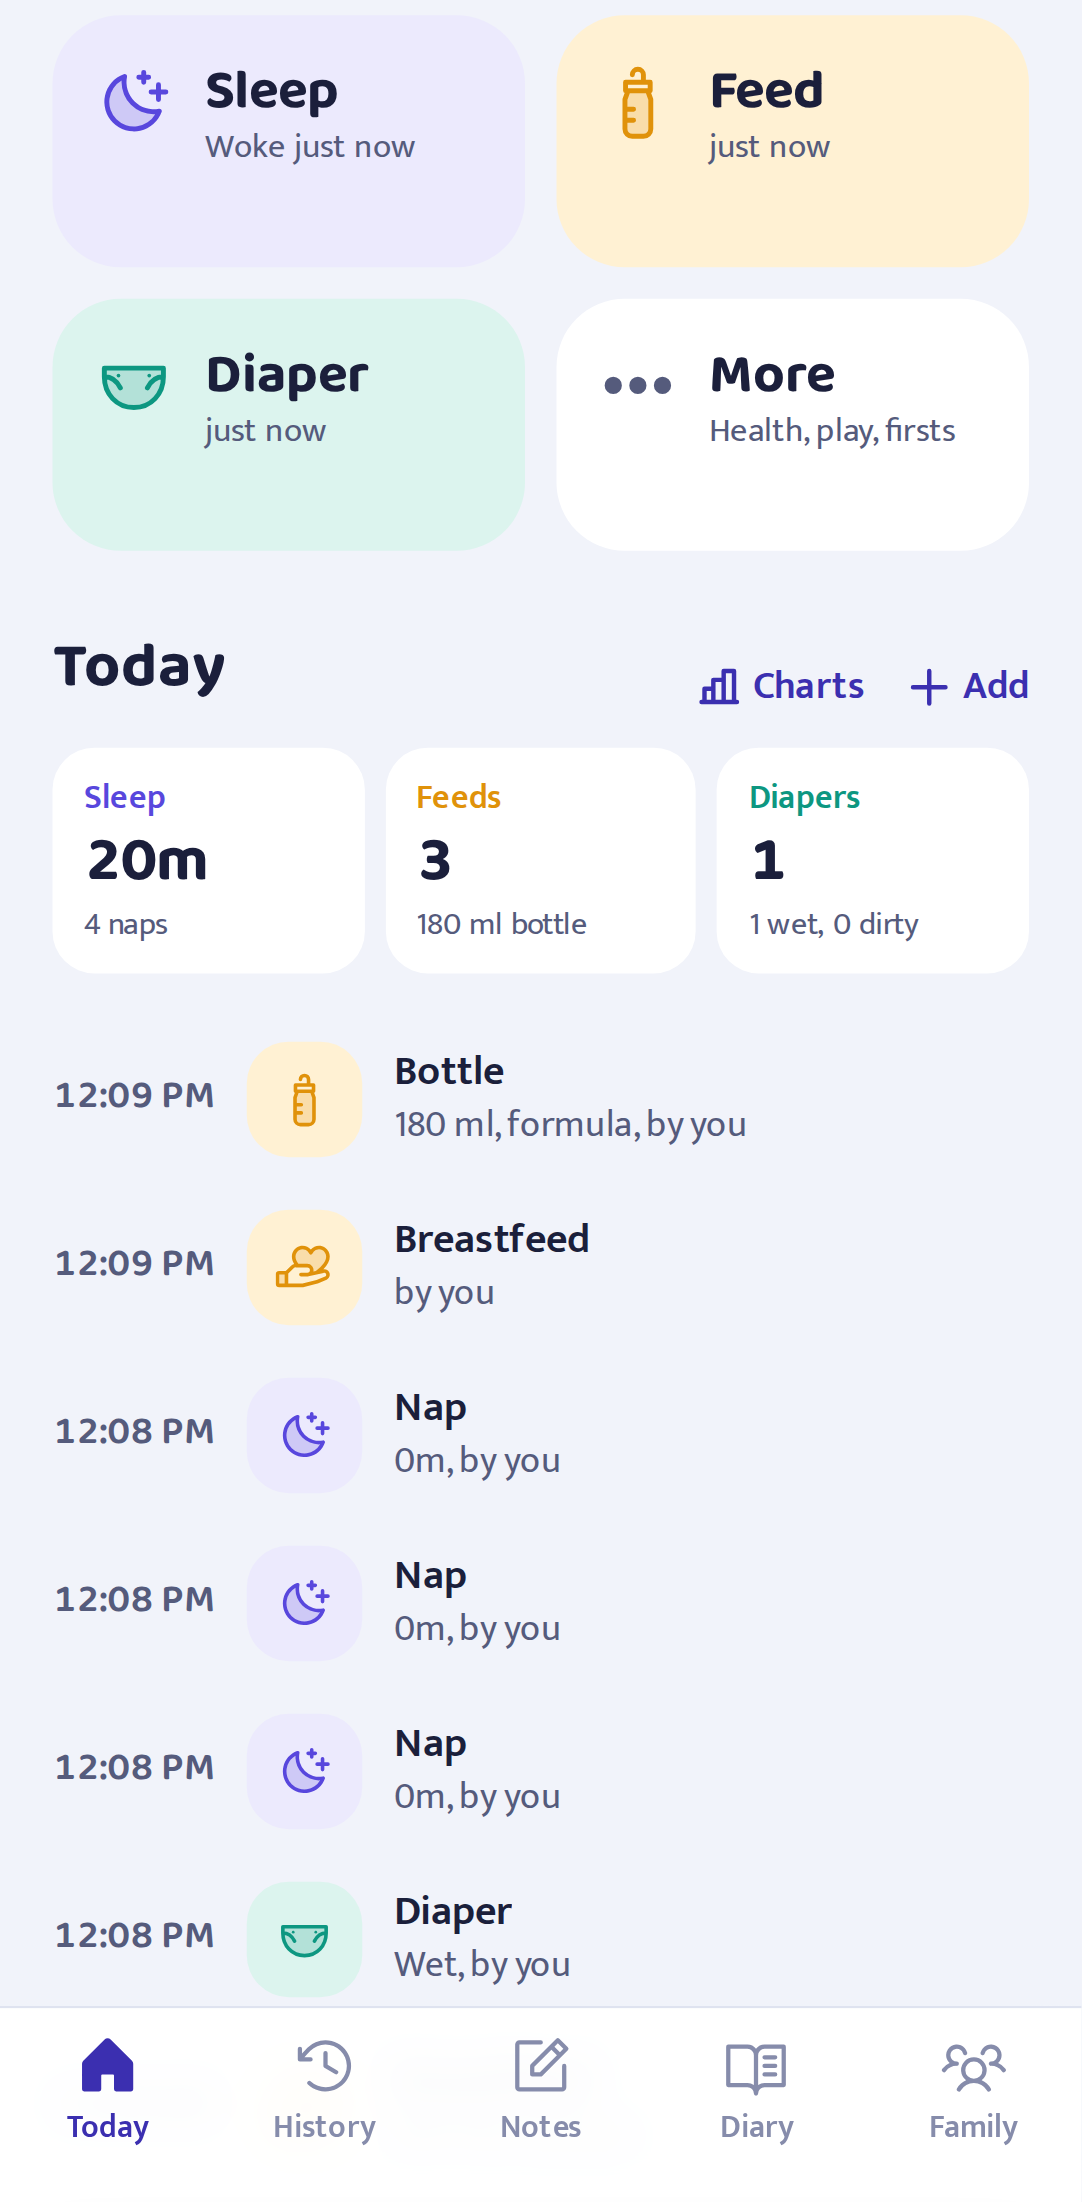 Sleep
Woke just now
Feed
just now
Diaper
just now
More
Health, play, firsts
Today
Charts
Add
Sleep
20m
4 naps
Feeds
3
180 ml bottle
Diapers
1
1 wet, 0 dirty
12:09 PM
Bottle
180 ml, formula, by you
12:09 PM
Breastfeed
by you
12:08 PM
Nap
0m, by you
12:08 PM
Nap
0m, by you
12:08 PM
Nap
0m, by you
12:08 PM
Diaper
Wet, by you
Today
History
Notes
Diary
Family